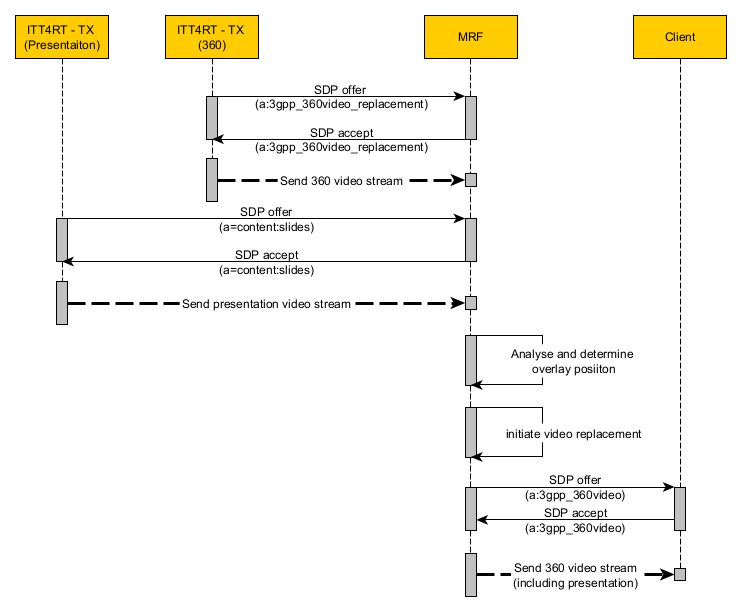 ITT4RT - TX
(Presentaiton)
ITT4RT - TX
(360)
MRF
Client
SDP offer
(a:3gpp_360video_replacement)
SDP accept
(a:3gpp_360video_replacement)
Send 360 video stream
SDP offer
(a=content:slides)
SDP accept
(a=content:slides)
Send presentation video stream
Analyse and determine
overlay posiiton
initiate video replacement
SDP offer
(a:3gpp_360video)
SDP accept
(a:3gpp_360video)
Send 360 video stream
(including presentation)